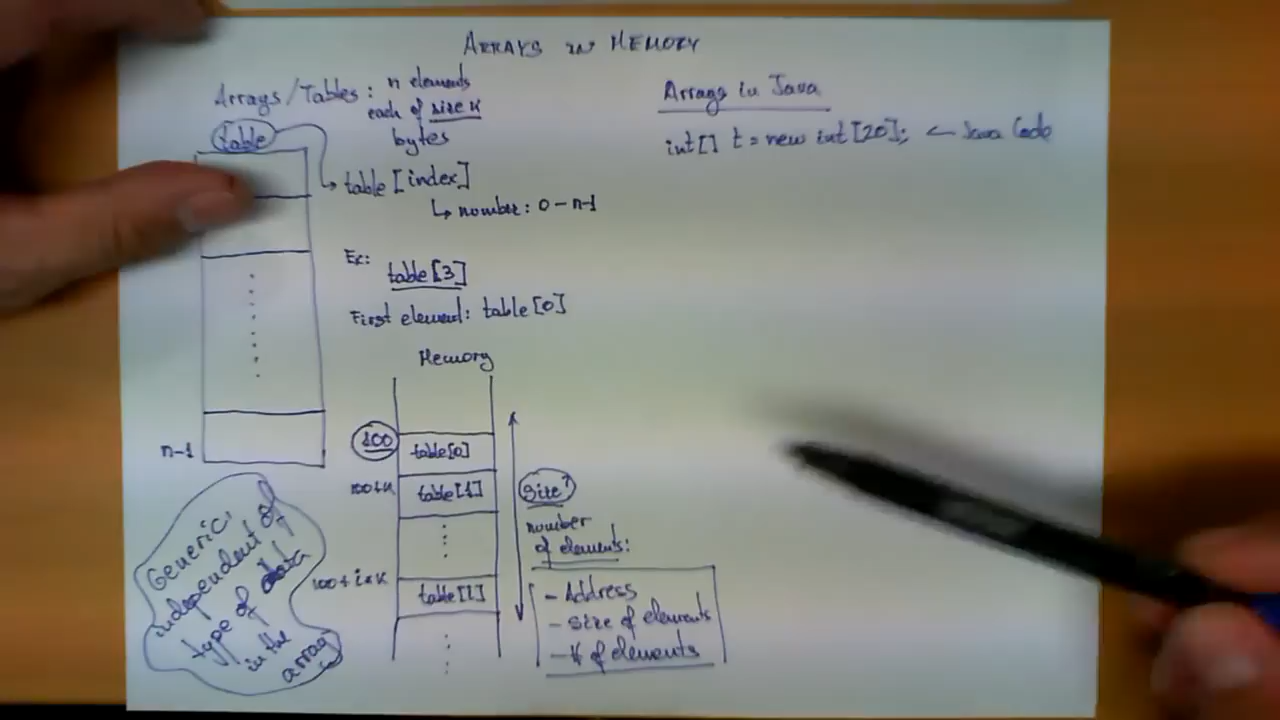 ARRAYS IN MEMORY
Arrays/Tables: n elements
each of size k
bytes
table
table [index]
↳ number: 0 - n-1
Ex:
table [3]
First element: table [0]
Memory
100
table[0]
100+k
table [1]
100+i*k
table [i]
n-1
size?
number
of elements:
- Address
- Size of elements
- # of elements
Generic,
independent of
type of data
in the
array
Arrays in Java
int[] t = new int [20]; ← Java Code